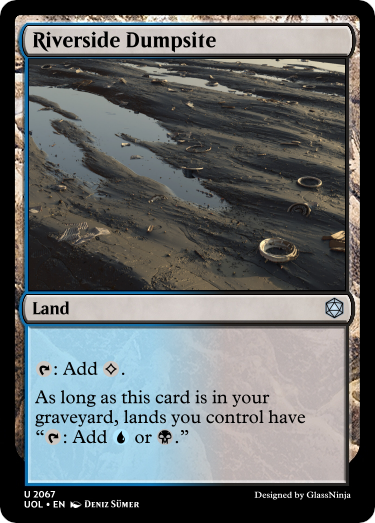 Riverside Dumpsite
Land
: Add .
As long as this card is in your
graveyard, lands you control have
“: Add or .”
U 2067
UOL • EN DENIZ SÜMER
Designed by GlassNinja